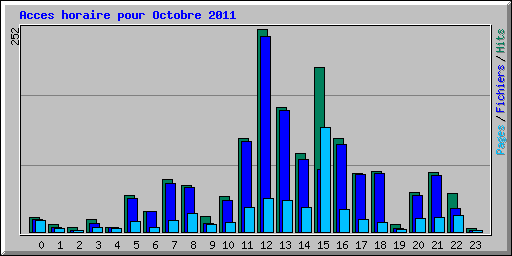 Acces horaire pour Octobre 2011
252
Pages / Fichiers / Hits
0 1 2 3 4 5 6 7 8 9 10 11 12 13 14 15 16 17 18 19 20 21 22 23